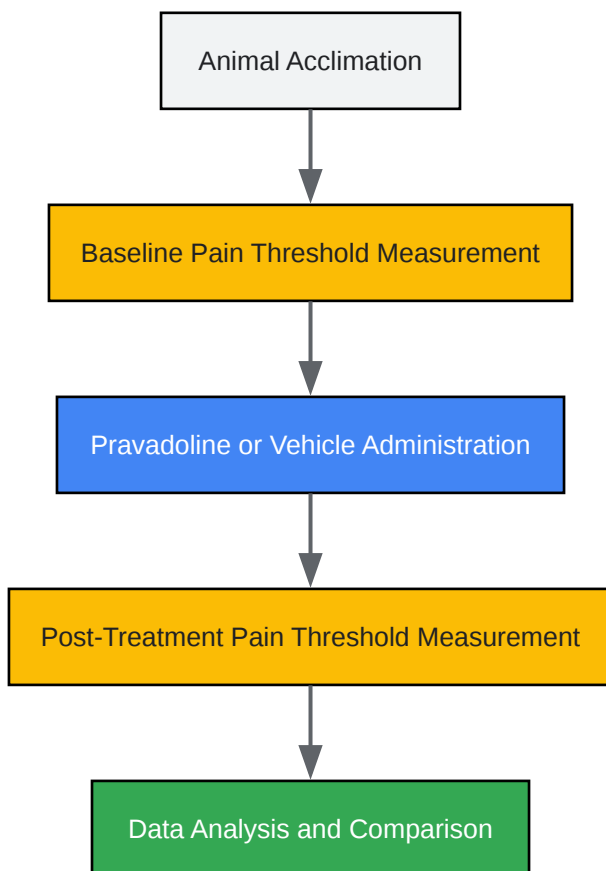 Animal Acclimation
Baseline Pain Threshold Measurement
Pravadoline or Vehicle Administration
Post-Treatment Pain Threshold Measurement
Data Analysis and Comparison